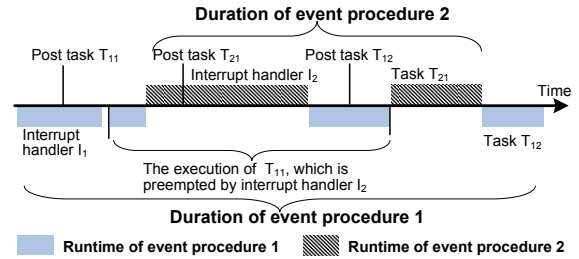 Duration of event procedure 2
Post task T₁₁
Post task T₂₁
Post task T₁₂
Interrupt handler I₂
Task T₂₁
Time
Interrupt
handler I₁
Task T₁₂
The execution of T₁₁, which is
preempted by interrupt handler I₂
Duration of event procedure 1
Runtime of event procedure 1
Runtime of event procedure 2